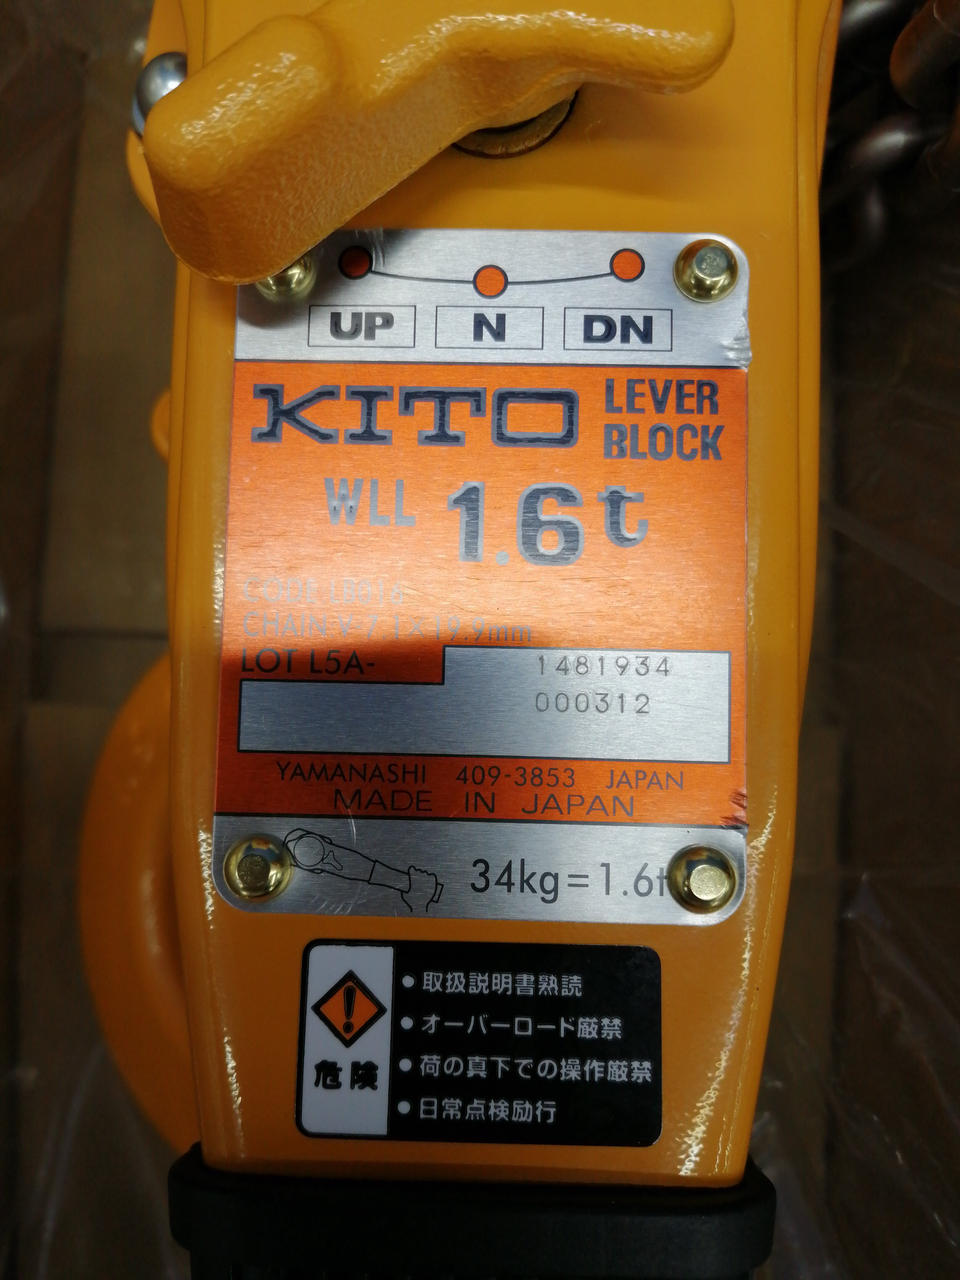 UP N DN
KITO LEVER BLOCK
WLL 1.6t
CODE LB016
CHAIN V-7.1×19.9mm
LOT L5A- 1481934
000312
YAMANASHI 409-3853 JAPAN
MADE IN JAPAN
34kg=1.6t
危険
●取扱説明書熟読
●オーバーロード厳禁
●荷の真下での操作厳禁
●日常点検励行